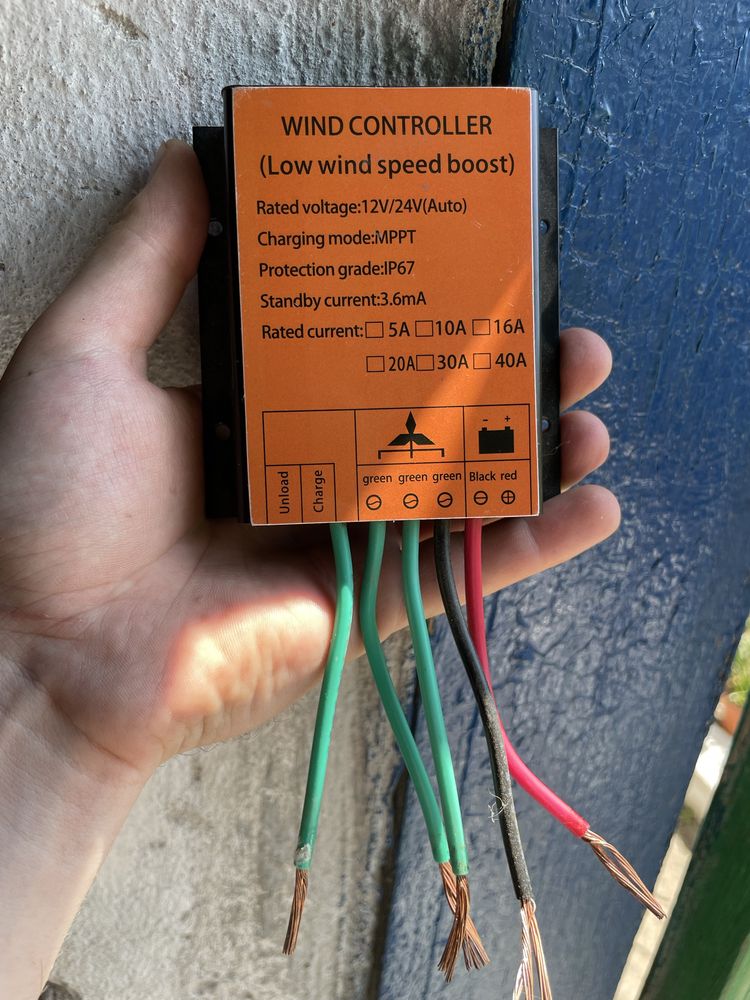 WIND CONTROLLER
(Low wind speed boost)
Rated voltage:12V/24V(Auto)
Charging mode:MPPT
Protection grade:IP67
Standby current:3.6mA
Rated current:☐ 5A ☐10A ☐ 16A
☐ 20A☐30A ☐ 40A
- +
Unload
Charge
green green green
Black red